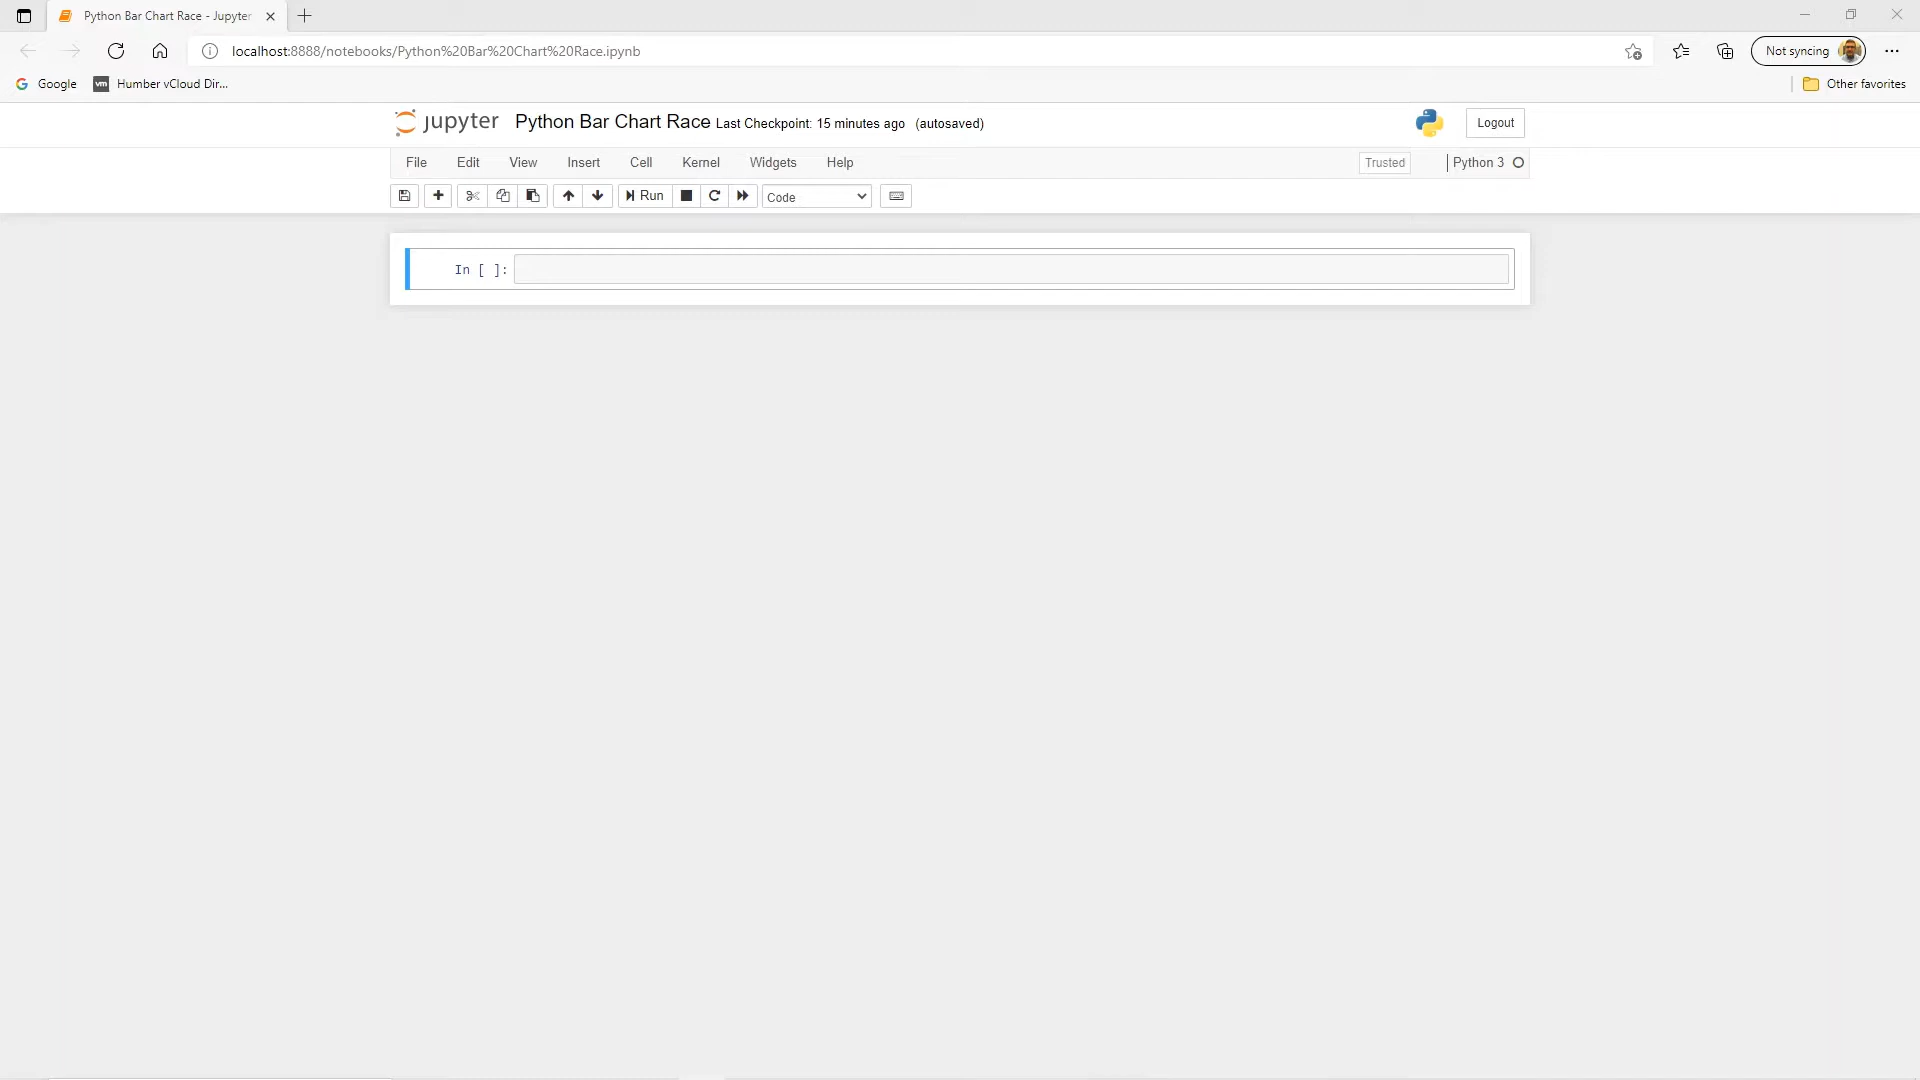 Python Bar Chart Race - Jupyter
localhost:8888/notebooks/Python%20Bar%20Chart%20Race.ipynb
Not syncing
Google
vm
Humber vCloud Dir...
Other favorites
jupyter Python Bar Chart Race Last Checkpoint: 15 minutes ago (autosaved)
Logout
File Edit View Insert Cell Kernel Widgets Help
Trusted
Python 3
Run
Code
In [ ]: